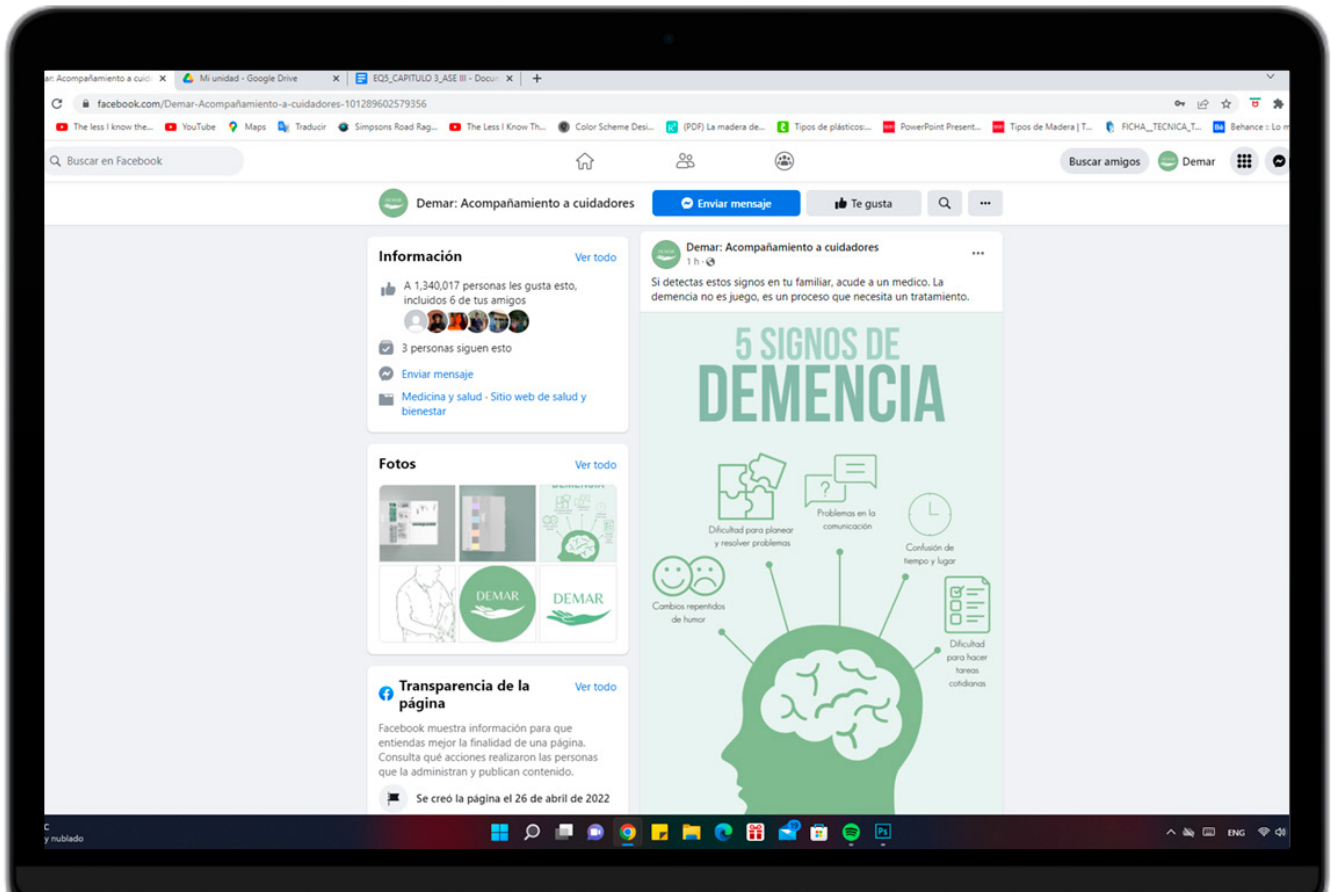 ar: Acompañamiento a cuida
Mi unidad - Google Drive
EQ5_CAPITULO 3_ASE III - Docun
facebook.com/Demar-Acompañamiento-a-cuidadores-101289602579356
The less I know the...
YouTube
Maps
Traducir
Simpsons Road Rag...
The Less I Know Th...
Color Scheme Desi...
(PDF) La madera de...
Tipos de plásticos:...
PowerPoint Present...
Tipos de Madera | T...
FICHA__TECNICA_T...
Behance :: Lo m
Buscar en Facebook
Buscar amigos
Demar
Demar: Acompañamiento a cuidadores
Enviar mensaje
Te gusta
Información
Ver todo
A 1,340,017 personas les gusta esto,
incluidos 6 de tus amigos
3 personas siguen esto
Enviar mensaje
Medicina y salud - Sitio web de salud y
bienestar
Fotos
Ver todo
DEMENCIA
DEMAR
DEMAR
Transparencia de la
página
Ver todo
Facebook muestra información para que
entiendas mejor la finalidad de una página.
Consulta qué acciones realizaron las personas
que la administran y publican contenido.
Se creó la página el 26 de abril de 2022
Demar: Acompañamiento a cuidadores
1 h
Si detectas estos signos en tu familiar, acude a un medico. La
demencia no es juego, es un proceso que necesita un tratamiento.
5 SIGNOS DE
DEMENCIA
Dificultad para planear
y resolver problemas
Problemas en la
comunicación
Confusión de
tiempo y lugar
Cambios repentidos
de humor
Dificultad
para hacer
tareas
cotidianas
C
y nublado
Ps
ENG